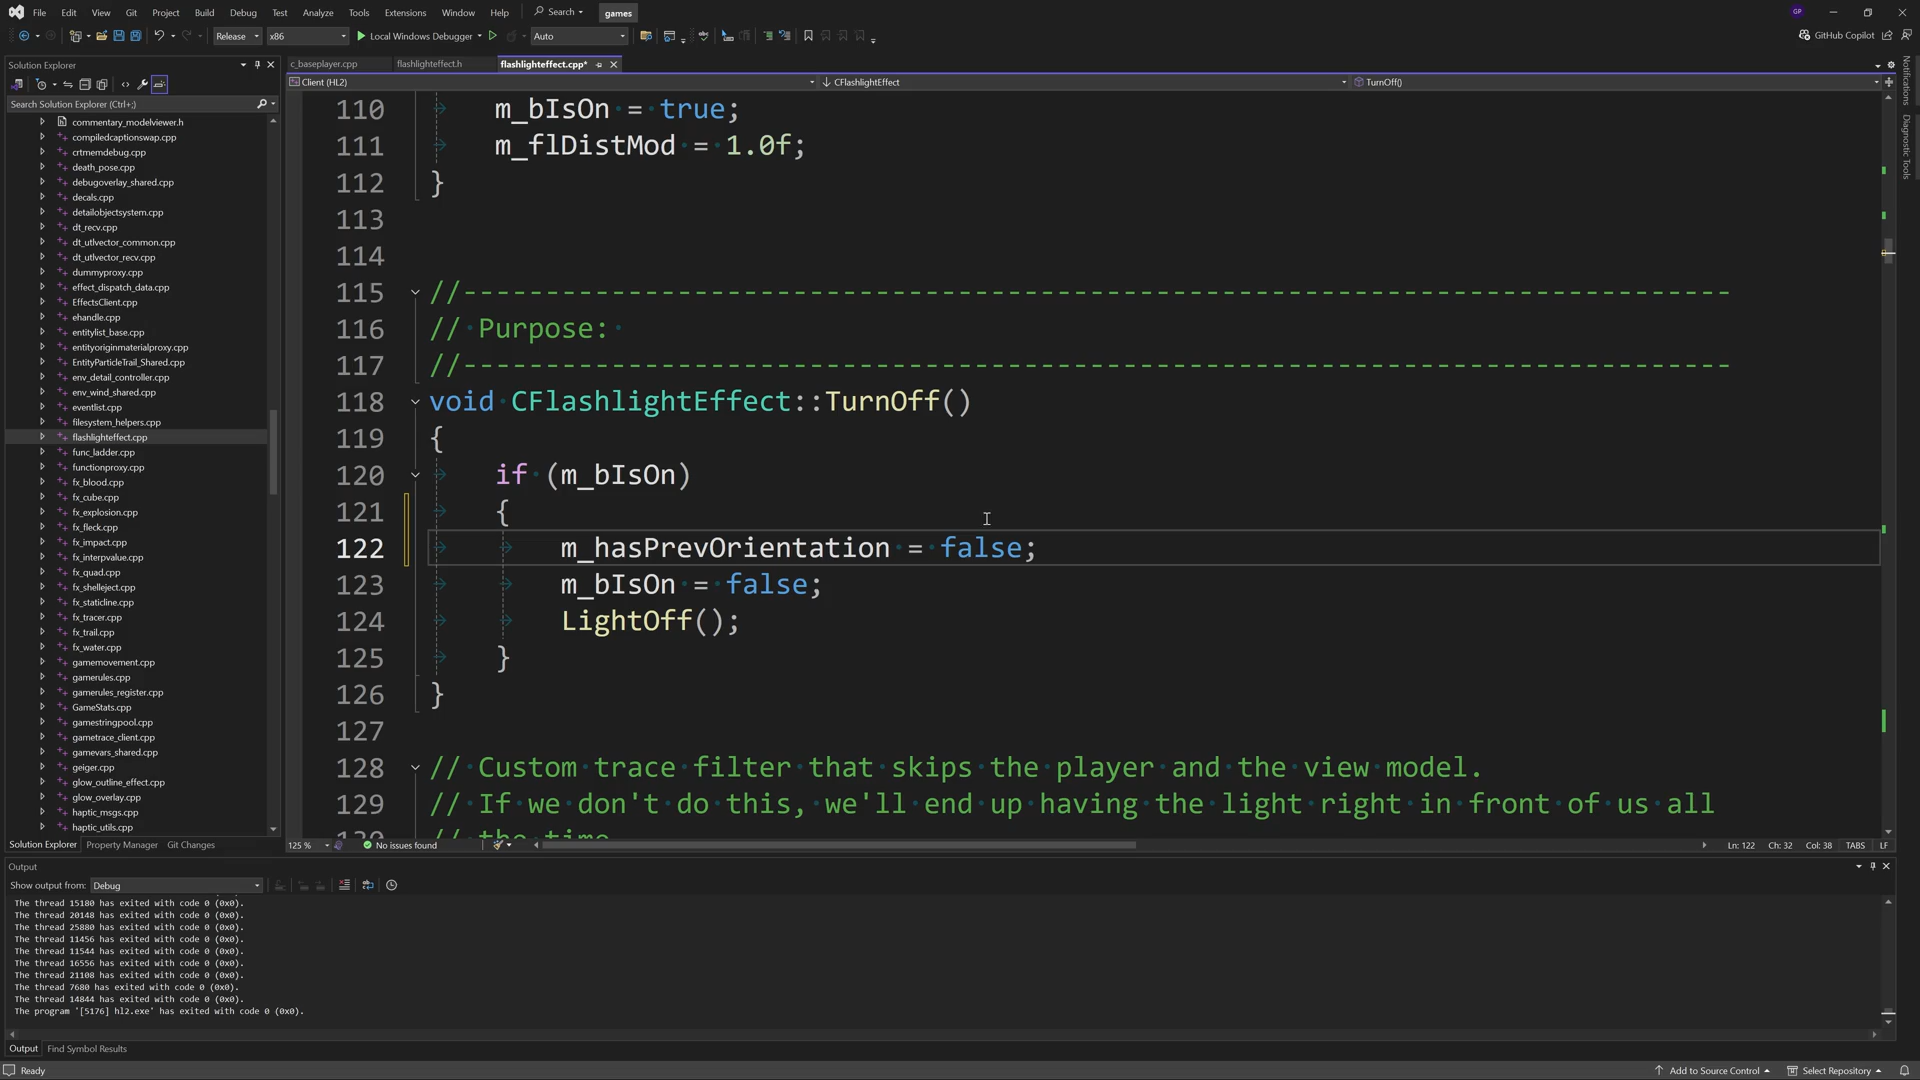 File Edit View Git Project Build Debug Test Analyze Tools Extensions Window Help Search games GP
Release x86 Local Windows Debugger Auto GitHub Copilot
Solution Explorer
c_baseplayer.cpp flashlighteffect.h flashlighteffect.cpp*
Client (HL2) CFlashlightEffect TurnOff()
Search Solution Explorer (Ctrl+;)
commentary_modelviewer.h
compiledcaptionswap.cpp
crtmemdebug.cpp
death_pose.cpp
debugoverlay_shared.cpp
decals.cpp
detailobjectsystem.cpp
dt_recv.cpp
dt_utlvector_common.cpp
dt_utlvector_recv.cpp
dummyproxy.cpp
effect_dispatch_data.cpp
EffectsClient.cpp
ehandle.cpp
entitylist_base.cpp
entityoriginmaterialproxy.cpp
EntityParticleTrail_Shared.cpp
env_detail_controller.cpp
env_wind_shared.cpp
eventlist.cpp
filesystem_helpers.cpp
flashlighteffect.cpp
func_ladder.cpp
functionproxy.cpp
fx_blood.cpp
fx_cube.cpp
fx_explosion.cpp
fx_fleck.cpp
fx_impact.cpp
fx_interpvalue.cpp
fx_quad.cpp
fx_shelleject.cpp
fx_staticline.cpp
fx_tracer.cpp
fx_trail.cpp
fx_water.cpp
gamemovement.cpp
gamerules.cpp
gamerules_register.cpp
GameStats.cpp
gamestringpool.cpp
gametrace_client.cpp
gamevars_shared.cpp
geiger.cpp
glow_outline_effect.cpp
glow_overlay.cpp
haptic_msgs.cpp
haptic_utils.cpp
Solution Explorer Property Manager Git Changes
110 m_bIsOn = true;
111 m_flDistMod = 1.0f;
112 }
113
114
115 //------------------------------------------------------------------------------
116 // Purpose:
117 //------------------------------------------------------------------------------
118 void CFlashlightEffect::TurnOff()
119 {
120 if (m_bIsOn)
121 {
122 m_hasPrevOrientation = false;
123 m_bIsOn = false;
124 LightOff();
125 }
126 }
127
128 // Custom trace filter that skips the player and the view model.
129 // If we don't do this, we'll end up having the light right in front of us all
130 // the time
125 % No issues found Ln: 122 Ch: 32 Col: 38 TABS LF
Notifications
Diagnostic Tools
Output
Show output from: Debug
The thread 15180 has exited with code 0 (0x0).
The thread 20148 has exited with code 0 (0x0).
The thread 25880 has exited with code 0 (0x0).
The thread 11456 has exited with code 0 (0x0).
The thread 11544 has exited with code 0 (0x0).
The thread 16556 has exited with code 0 (0x0).
The thread 21108 has exited with code 0 (0x0).
The thread 7680 has exited with code 0 (0x0).
The thread 14844 has exited with code 0 (0x0).
The program '[5176] hl2.exe' has exited with code 0 (0x0).
Output Find Symbol Results
Ready Add to Source Control Select Repository